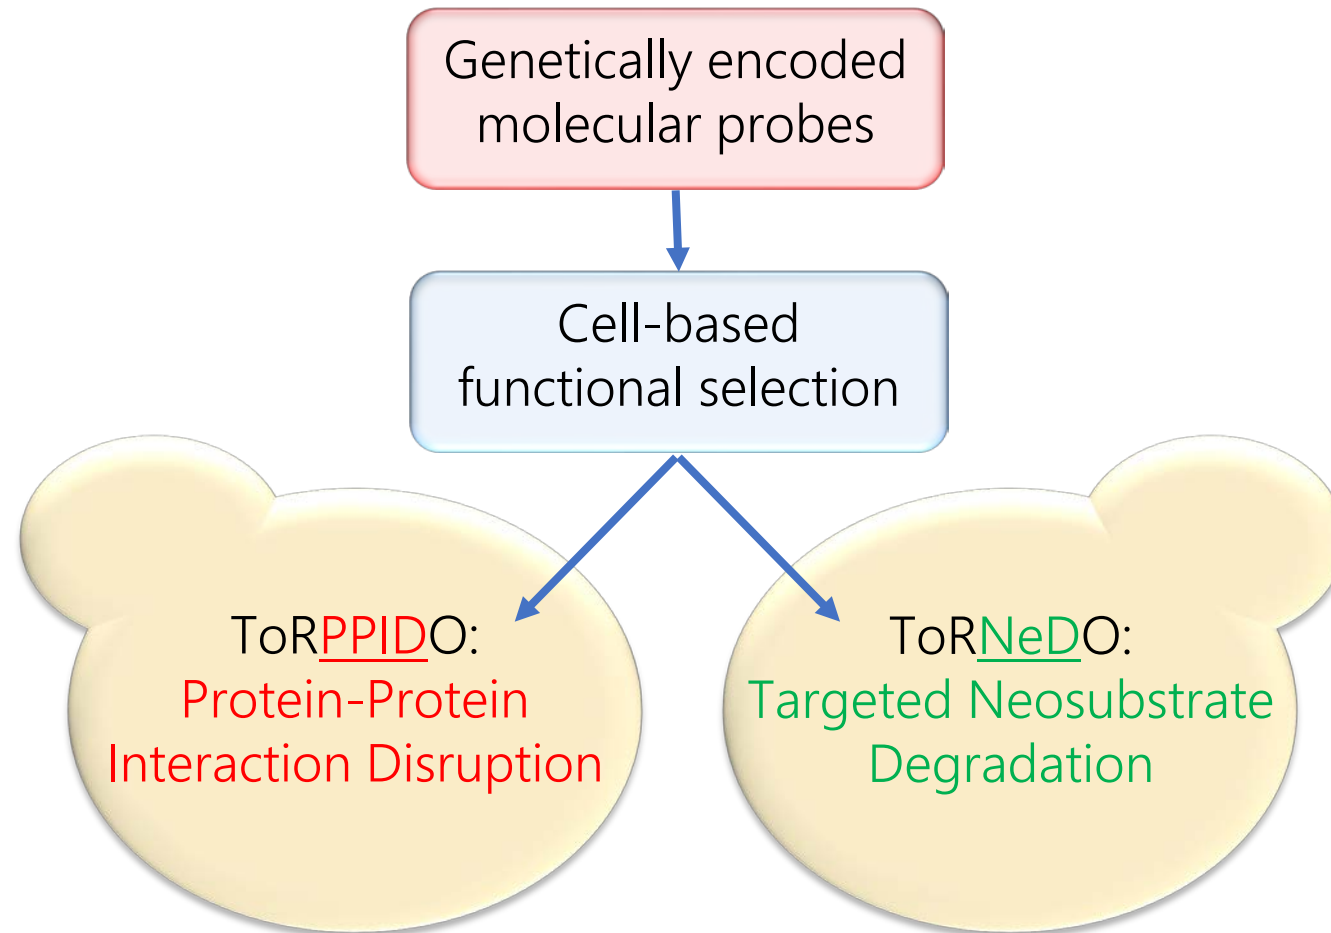 Genetically encoded
molecular probes
Cell-based
functional selection
ToRPPIDO:
Protein-Protein
Interaction Disruption
ToRNeDO:
Targeted Neosubstrate
Degradation